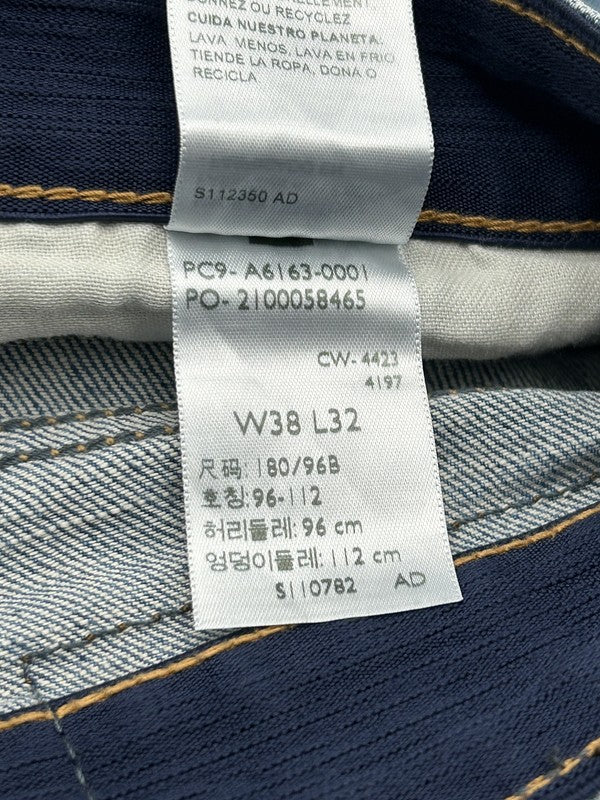 DONNEZ OU RECYCLEZ
CUIDA NUESTRO PLANETA:
LAVA MENOS, LAVA EN FRIO
TIENDE LA ROPA, DONA O
RECICLA
S112350 AD
PC9- A6163-0001
PO- 2100058465
CW- 4423
4197
W38 L32
尺码: 180/96B
호칭: 96-112
허리둘레: 96 cm
엉덩이둘레: 112 cm
S110782 AD